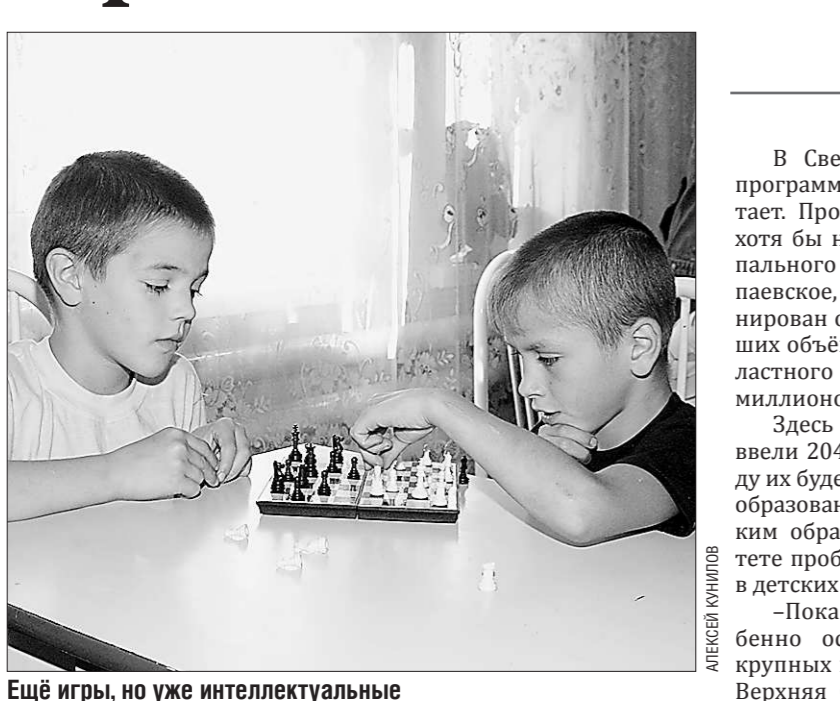 АЛЕКСЕЙ КУНИЛОВ
Ещё игры, но уже интеллектуальные
В Све
программ
тает. Про
хотя бы н
пального
паевское,
нирован о
ших объё
ластного
миллионо
Здесь
ввели 204
ду их буде
образован
ким обра
тете проб
в детских
–Пока
бенно ос
крупных
Верхняя